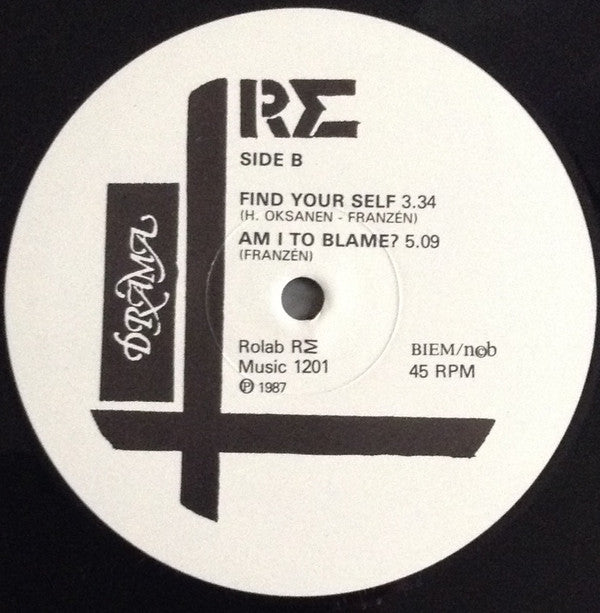 RΣ
SIDE B
FIND YOUR SELF 3.34
(H. OKSANEN - FRANZÉN)
AM I TO BLAME? 5.09
(FRANZÉN)
DRAMA
Rolab RΣ
Music 1201
℗ 1987
BIEM/n©b
45 RPM